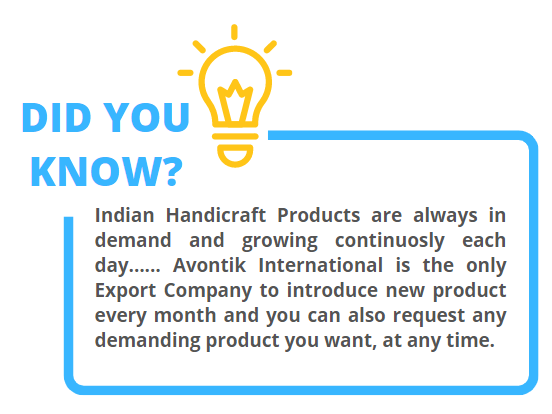 DID YOU
KNOW?
Indian Handicraft Products are always in
demand and growing continuosly each
day...... Avontik International is the only
Export Company to introduce new product
every month and you can also request any
demanding product you want, at any time.